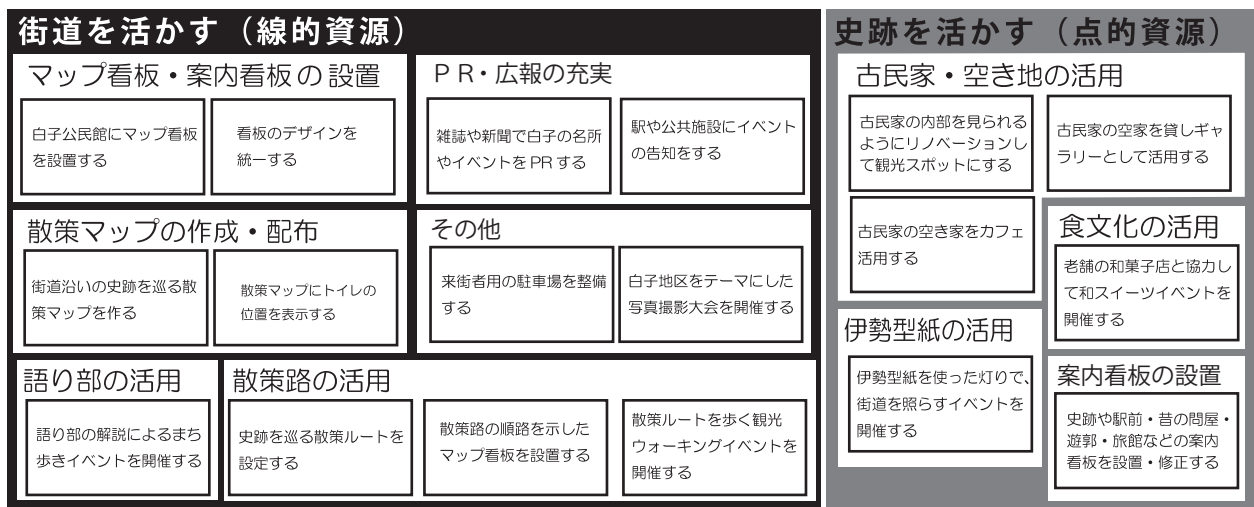 街道を活かす（線的資源）
マップ看板・案内看板の設置
白子公民館にマップ看板
を設置する
看板のデザインを
統一する
ＰＲ・広報の充実
雑誌や新聞で白子の名所
やイベントを PR する
駅や公共施設にイベント
の告知をする
散策マップの作成・配布
街道沿いの史跡を巡る散
策マップを作る
散策マップにトイレの
位置を表示する
その他
来街者用の駐車場を整備
する
白子地区をテーマにした
写真撮影大会を開催する
語り部の活用
語り部の解説によるまち
歩きイベントを開催する
散策路の活用
史跡を巡る散策ルートを
設定する
散策路の順路を示した
マップ看板を設置する
散策ルートを歩く観光
ウォーキングイベントを
開催する
史跡を活かす（点的資源）
古民家・空き地の活用
古民家の内部を見られる
ようにリノベーションし
て観光スポットにする
古民家の空家を貸しギャ
ラリーとして活用する
古民家の空き家をカフェ
活用する
食文化の活用
老舗の和菓子店と協力し
て和スイーツイベントを
開催する
伊勢型紙の活用
伊勢型紙を使った灯りで、
街道を照らすイベントを
開催する
案内看板の設置
史跡や駅前・昔の問屋・
遊郭・旅館などの案内
看板を設置・修正する